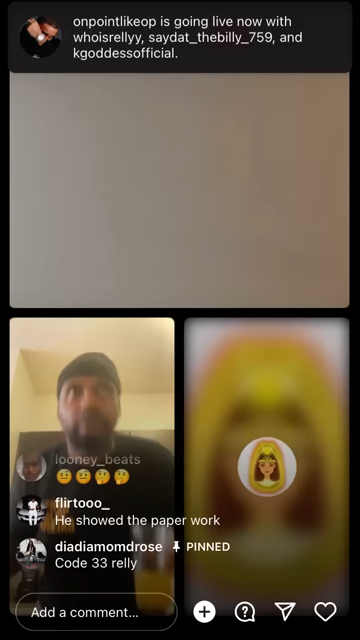 onpointlikeop is going live now with
whoisrellyy, saydat_thebilly_759, and
kgoddessofficial.
looney_beats
🤨🤨🤔🤔
flirtooo_
He showed the paper work
diadiamomdrose 📌 PINNED
Code 33 relly
Add a comment...